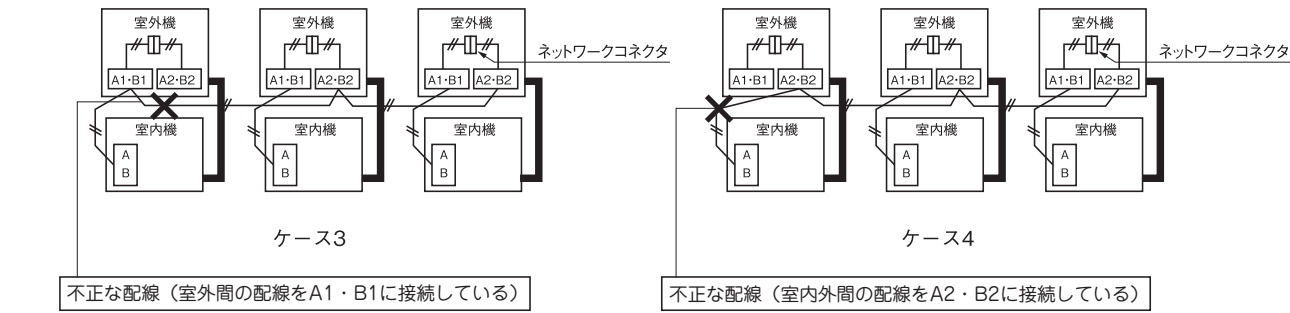 室外機 室外機 室外機 室外機 室外機 室外機
ネットワークコネクタ ネットワークコネクタ
A1・B1 A2・B2 A1・B1 A2・B2 A1・B1 A2・B2 A1・B1 A2・B2 A1・B1 A2・B2 A1・B1 A2・B2
室内機 室内機 室内機 室内機 室内機 室内機
A A A A A A
B B B B B B
ケース3 ケース4
不正な配線（室外間の配線をA1・B1に接続している） 不正な配線（室内外間の配線をA2・B2に接続している）